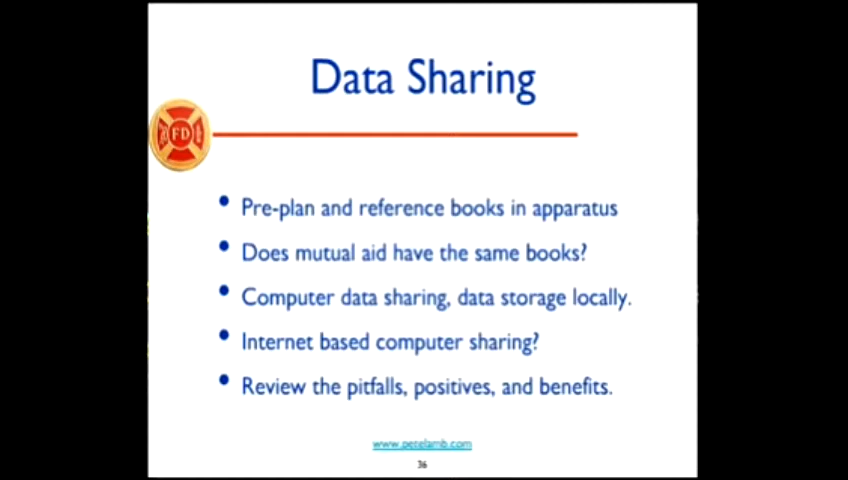 Data Sharing
FD
• Pre-plan and reference books in apparatus
• Does mutual aid have the same books?
• Computer data sharing, data storage locally.
• Internet based computer sharing?
• Review the pitfalls, positives, and benefits.
www.petelamb.com
36